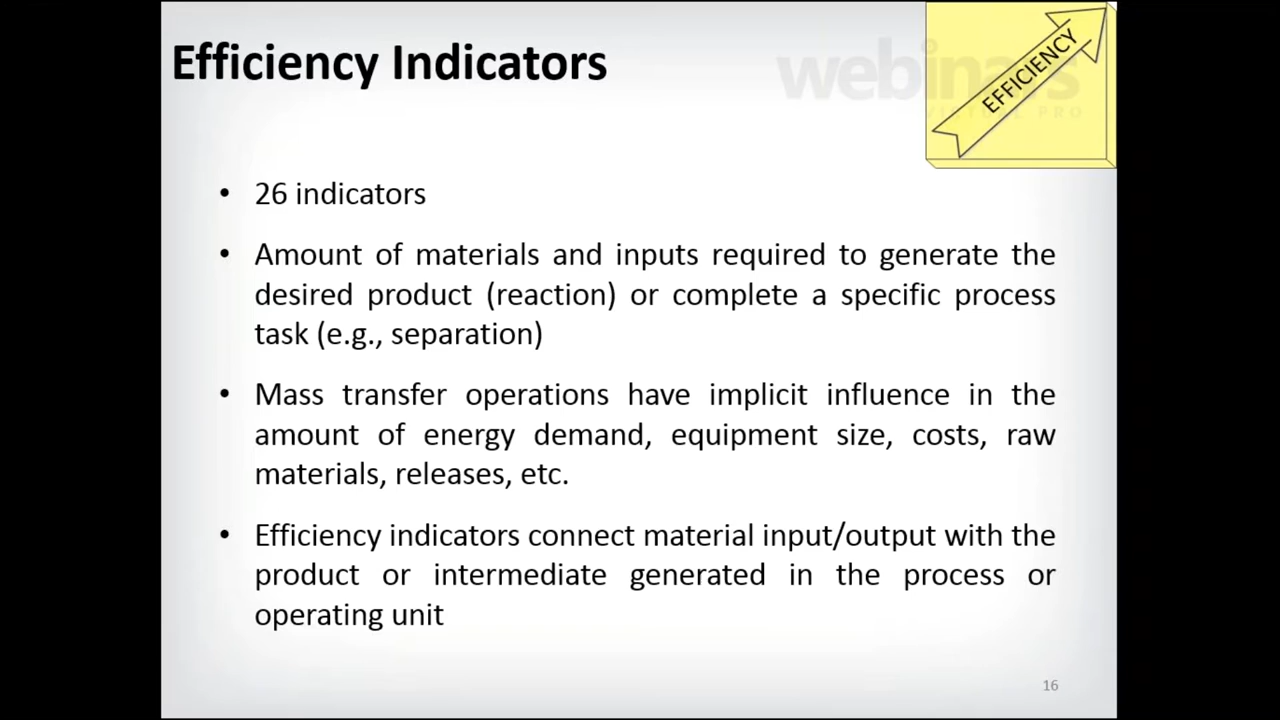 Efficiency Indicators
webinars
VIRTUAL PRO
EFFICIENCY
• 26 indicators
• Amount of materials and inputs required to generate the
desired product (reaction) or complete a specific process
task (e.g., separation)
• Mass transfer operations have implicit influence in the
amount of energy demand, equipment size, costs, raw
materials, releases, etc.
• Efficiency indicators connect material input/output with the
product or intermediate generated in the process or
operating unit
16